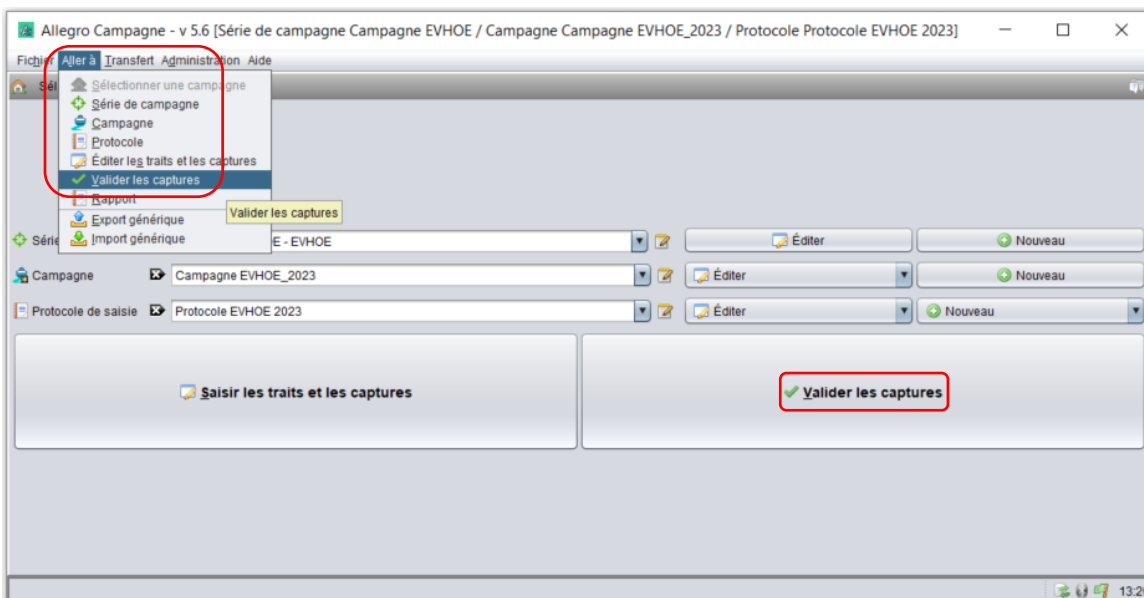 Allegro Campagne - v 5.6 [Série de campagne Campagne EVHOE / Campagne Campagne EVHOE_2023 / Protocole Protocole EVHOE 2023]
Fichier Aller à Transfert Administration Aide
Sél
Sélectionner une campagne
Série de campagne
Campagne
Protocole
Éditer les traits et les captures
Valider les captures
Rapport
Valider les captures
Export générique
Import générique
Série E - EVHOE Éditer Nouveau
Campagne Campagne EVHOE_2023 Éditer Nouveau
Protocole de saisie Protocole EVHOE 2023 Éditer Nouveau
Saisir les traits et les captures Valider les captures